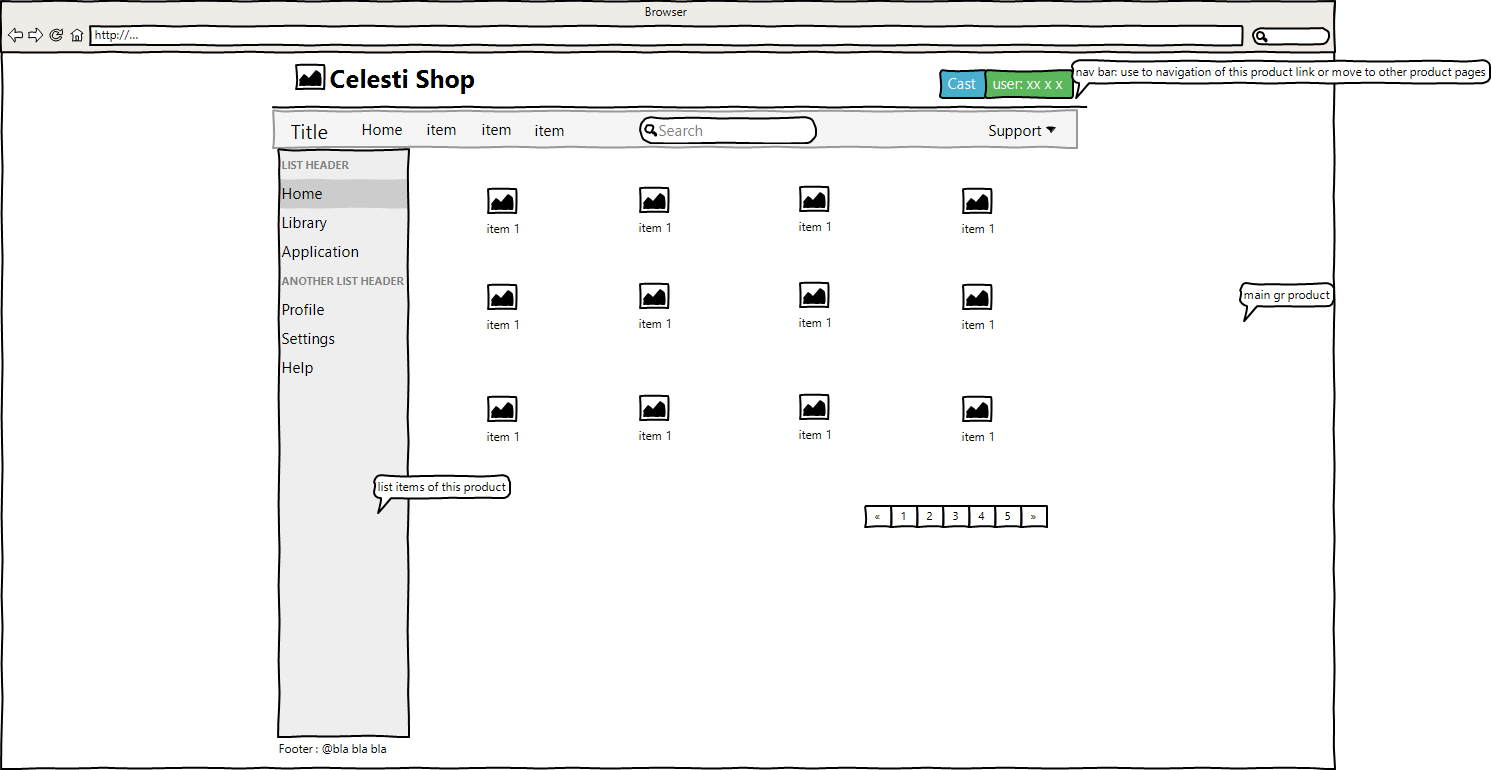 Browser
http://...
Celesti Shop
Cast
user: xx x x
nav bar: use to navigation of this product link or move to other product pages
Title
Home
item
item
item
Search
Support
LIST HEADER
Home
Library
Application
ANOTHER LIST HEADER
Profile
Settings
Help
item 1
item 1
item 1
item 1
item 1
item 1
item 1
item 1
main gr product
item 1
item 1
item 1
item 1
list items of this product
« 1 2 3 4 5 »
Footer : @bla bla bla